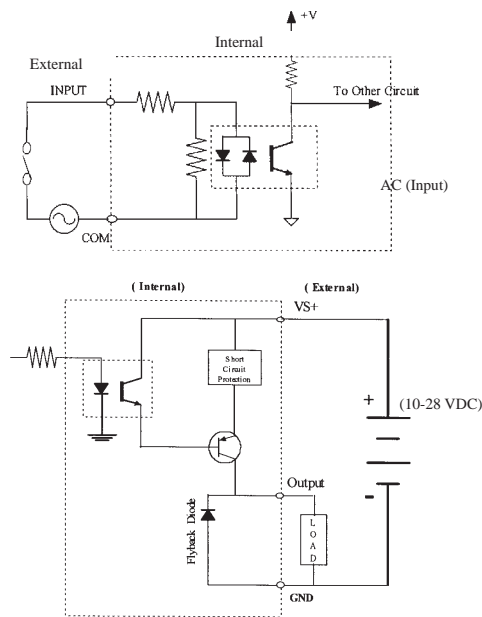 +V
Internal
External
INPUT
To Other Circuit
AC (Input)
COM
( Internal)
( External)
VS+
Short
Circuit
Protection
+
(10-28 VDC)
Output
-
Flyback Diode
LOAD
GND